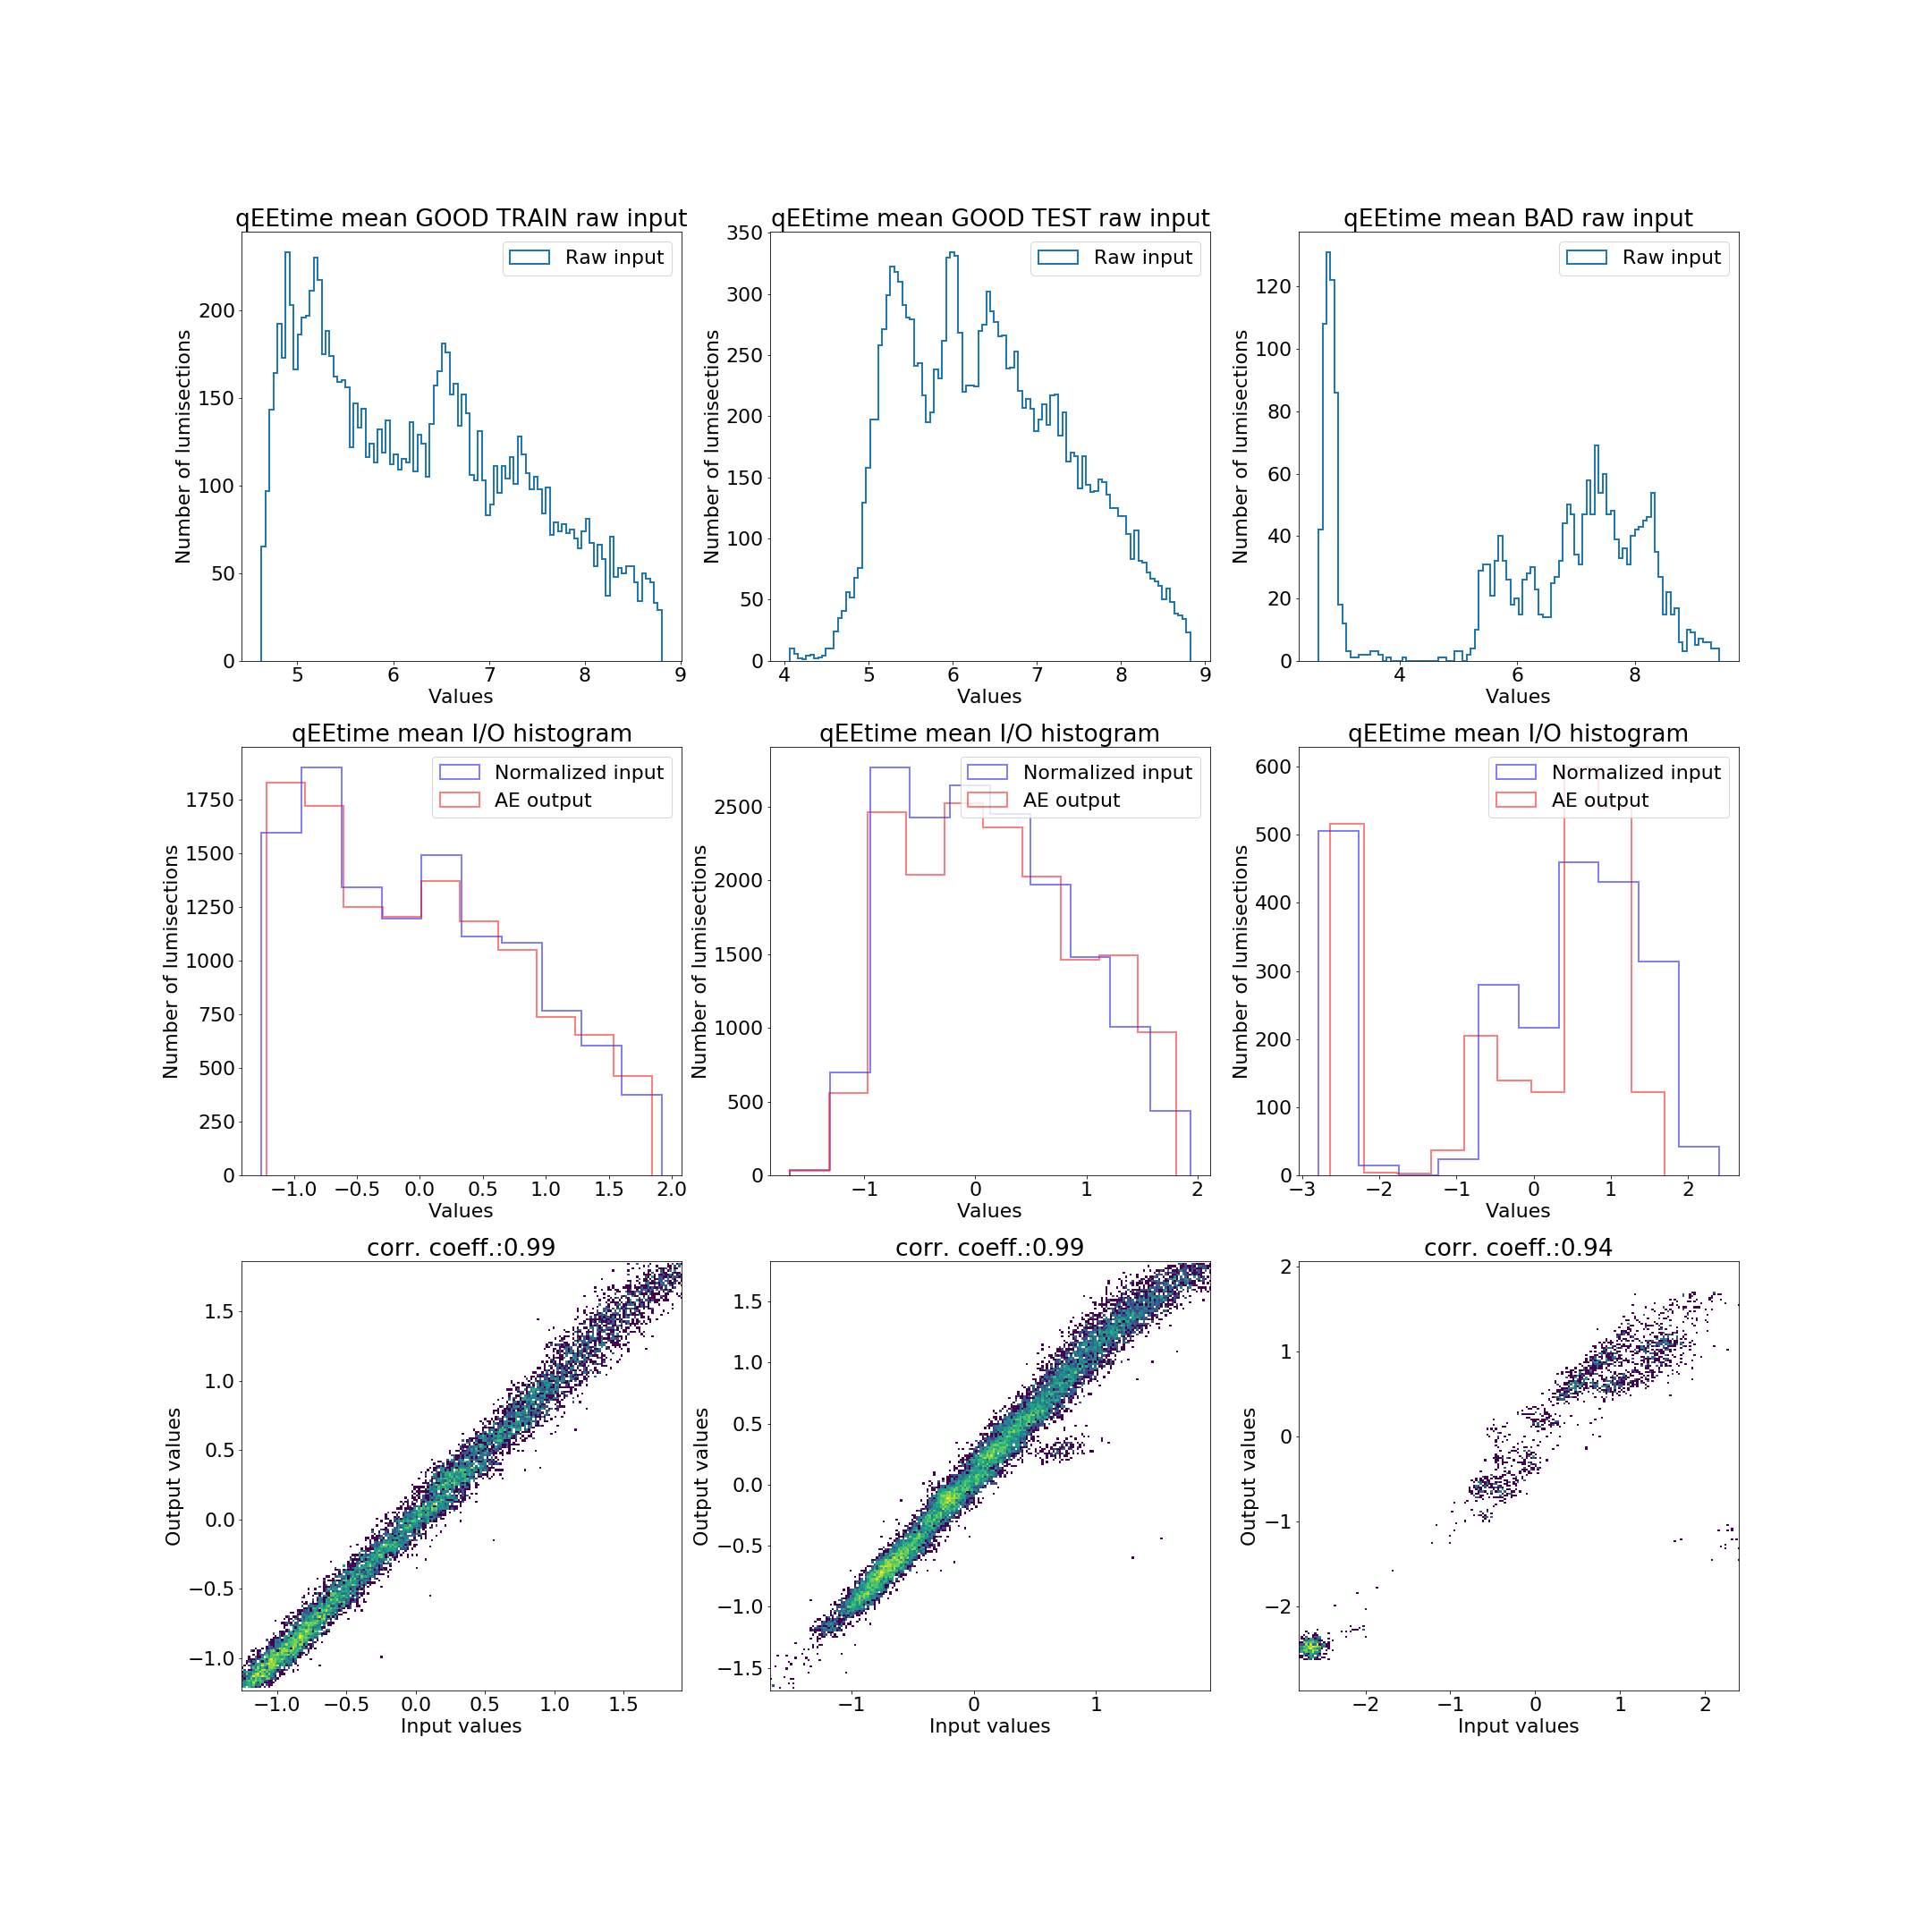 qEEtime mean GOOD TRAIN raw input
qEEtime mean GOOD TEST raw input
qEEtime mean BAD raw input
Raw input
Raw input
Raw input
Number of lumisections
0
50
100
150
200
5
6
7
8
9
Values
Number of lumisections
0
50
100
150
200
250
300
350
4
5
6
7
8
9
Values
Number of lumisections
0
20
40
60
80
100
120
4
6
8
Values
qEEtime mean I/O histogram
qEEtime mean I/O histogram
qEEtime mean I/O histogram
Normalized input
AE output
Normalized input
AE output
Normalized input
AE output
Number of lumisections
0
250
500
750
1000
1250
1500
1750
−1.0
−0.5
0.0
0.5
1.0
1.5
2.0
Values
Number of lumisections
0
500
1000
1500
2000
2500
−1
0
1
2
Values
Number of lumisections
0
100
200
300
400
500
600
−3
−2
−1
0
1
2
Values
corr. coeff.:0.99
corr. coeff.:0.99
corr. coeff.:0.94
Output values
−1.0
−0.5
0.0
0.5
1.0
1.5
−1.0
−0.5
0.0
0.5
1.0
1.5
Input values
Output values
−1.5
−1.0
−0.5
0.0
0.5
1.0
1.5
−1
0
1
Input values
Output values
−2
−1
0
1
2
−2
−1
0
1
2
Input values